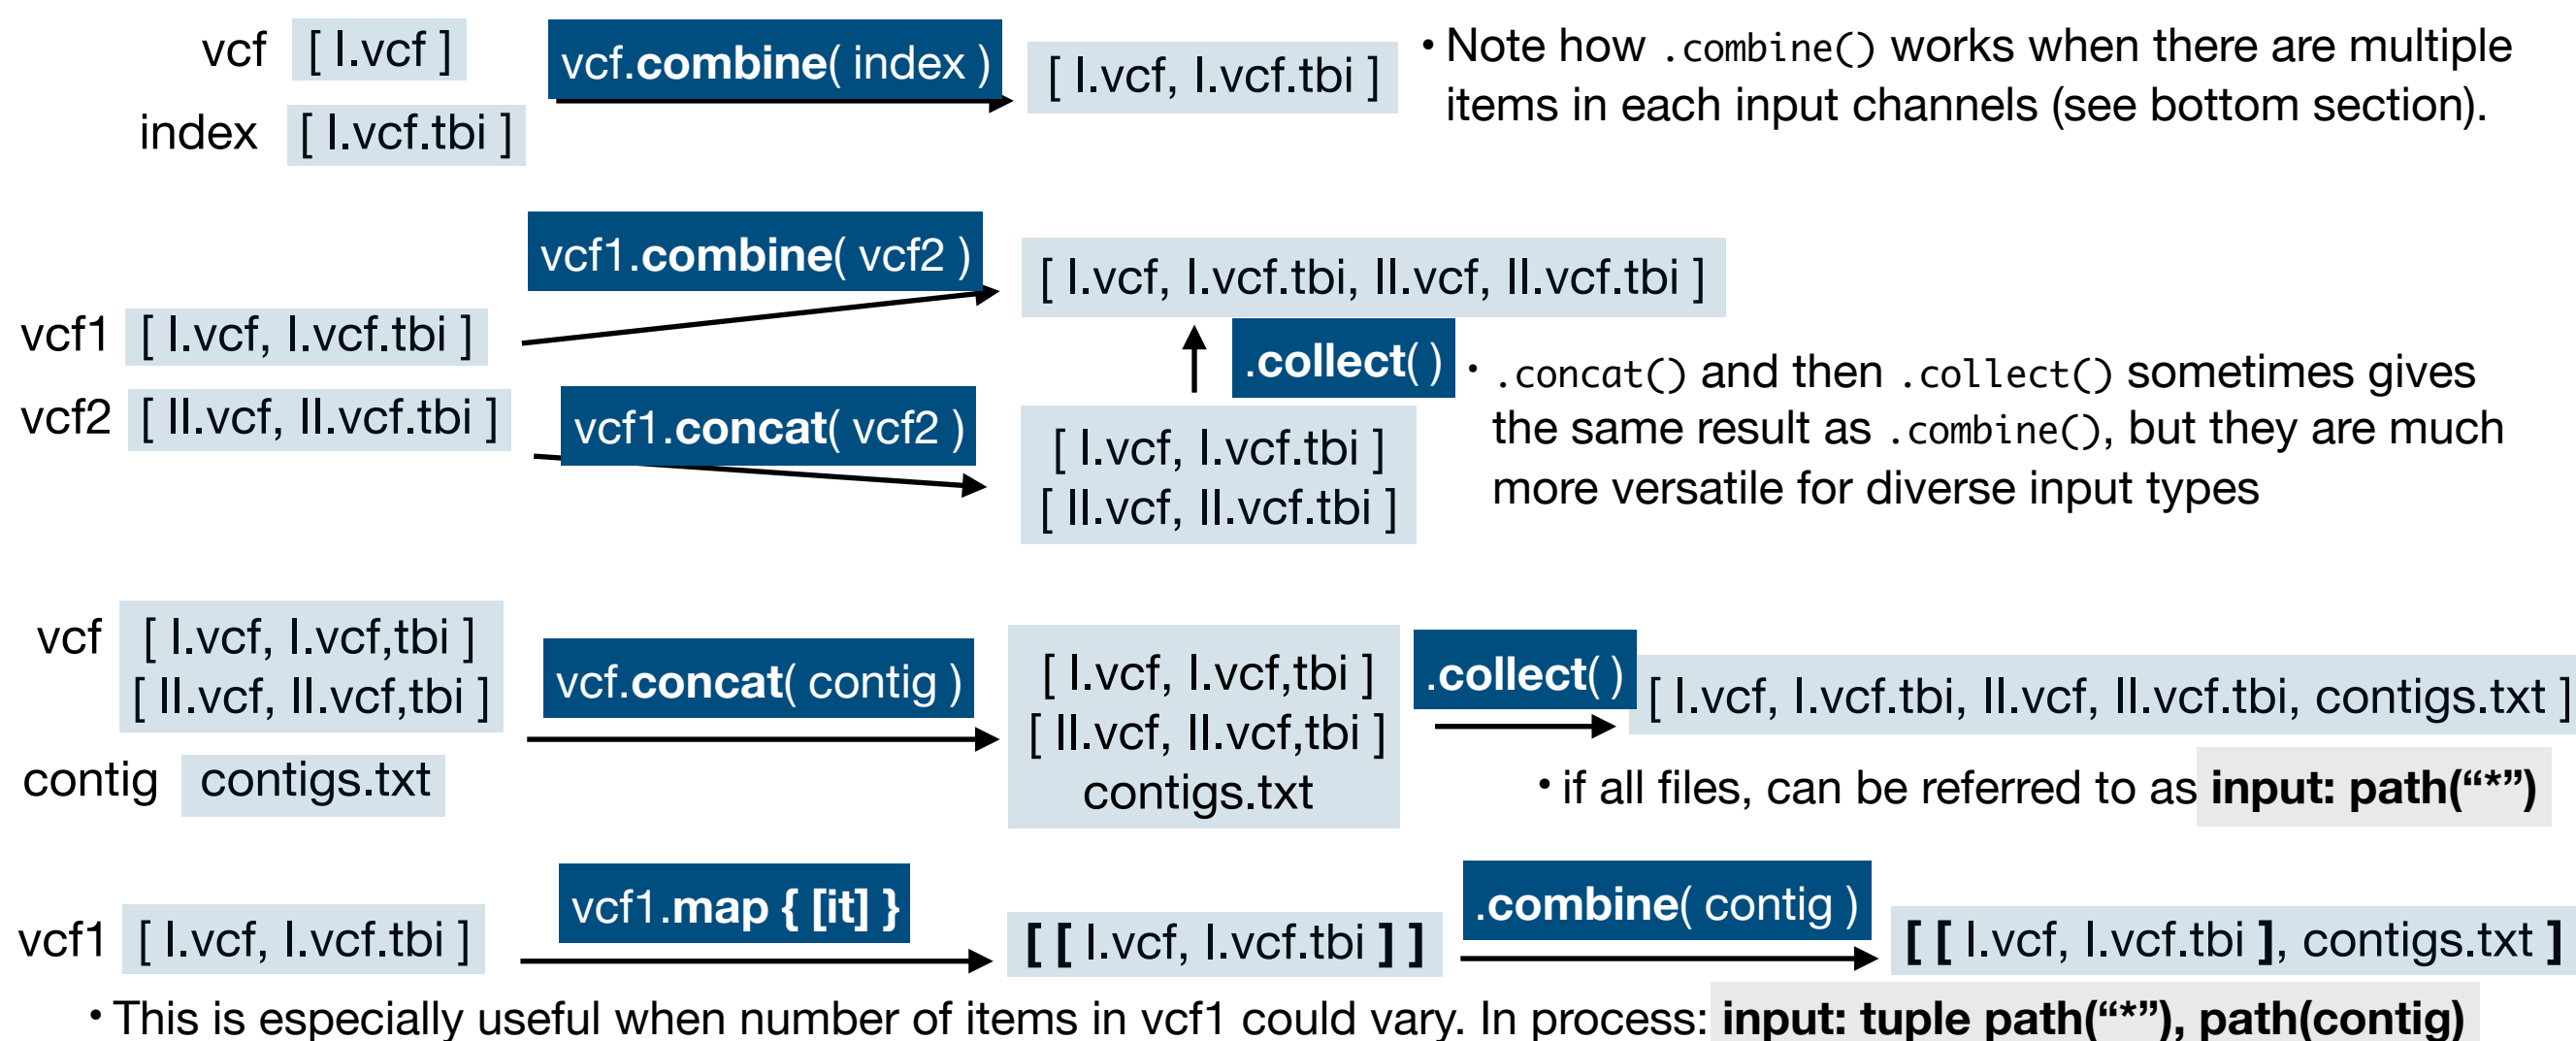 vcf [ I.vcf ]
index [ I.vcf.tbi ]
vcf.combine( index )
[ I.vcf, I.vcf.tbi ]
• Note how .combine() works when there are multiple
items in each input channels (see bottom section).
vcf1.combine( vcf2 )
[ I.vcf, I.vcf.tbi, II.vcf, II.vcf.tbi ]
vcf1 [ I.vcf, I.vcf.tbi ]
vcf2 [ II.vcf, II.vcf.tbi ]
.collect( )
vcf1.concat( vcf2 )
[ I.vcf, I.vcf.tbi ]
[ II.vcf, II.vcf.tbi ]
• .concat() and then .collect() sometimes gives
the same result as .combine(), but they are much
more versatile for diverse input types
vcf [ I.vcf, I.vcf,tbi ]
[ II.vcf, II.vcf,tbi ]
contig contigs.txt
vcf.concat( contig )
[ I.vcf, I.vcf,tbi ]
[ II.vcf, II.vcf,tbi ]
contigs.txt
.collect( )
[ I.vcf, I.vcf.tbi, II.vcf, II.vcf.tbi, contigs.txt ]
• if all files, can be referred to as input: path(“*”)
vcf1 [ I.vcf, I.vcf.tbi ]
vcf1.map { [it] }
[ [ I.vcf, I.vcf.tbi ] ]
.combine( contig )
[ [ I.vcf, I.vcf.tbi ], contigs.txt ]
• This is especially useful when number of items in vcf1 could vary. In process: input: tuple path(“*”), path(contig)